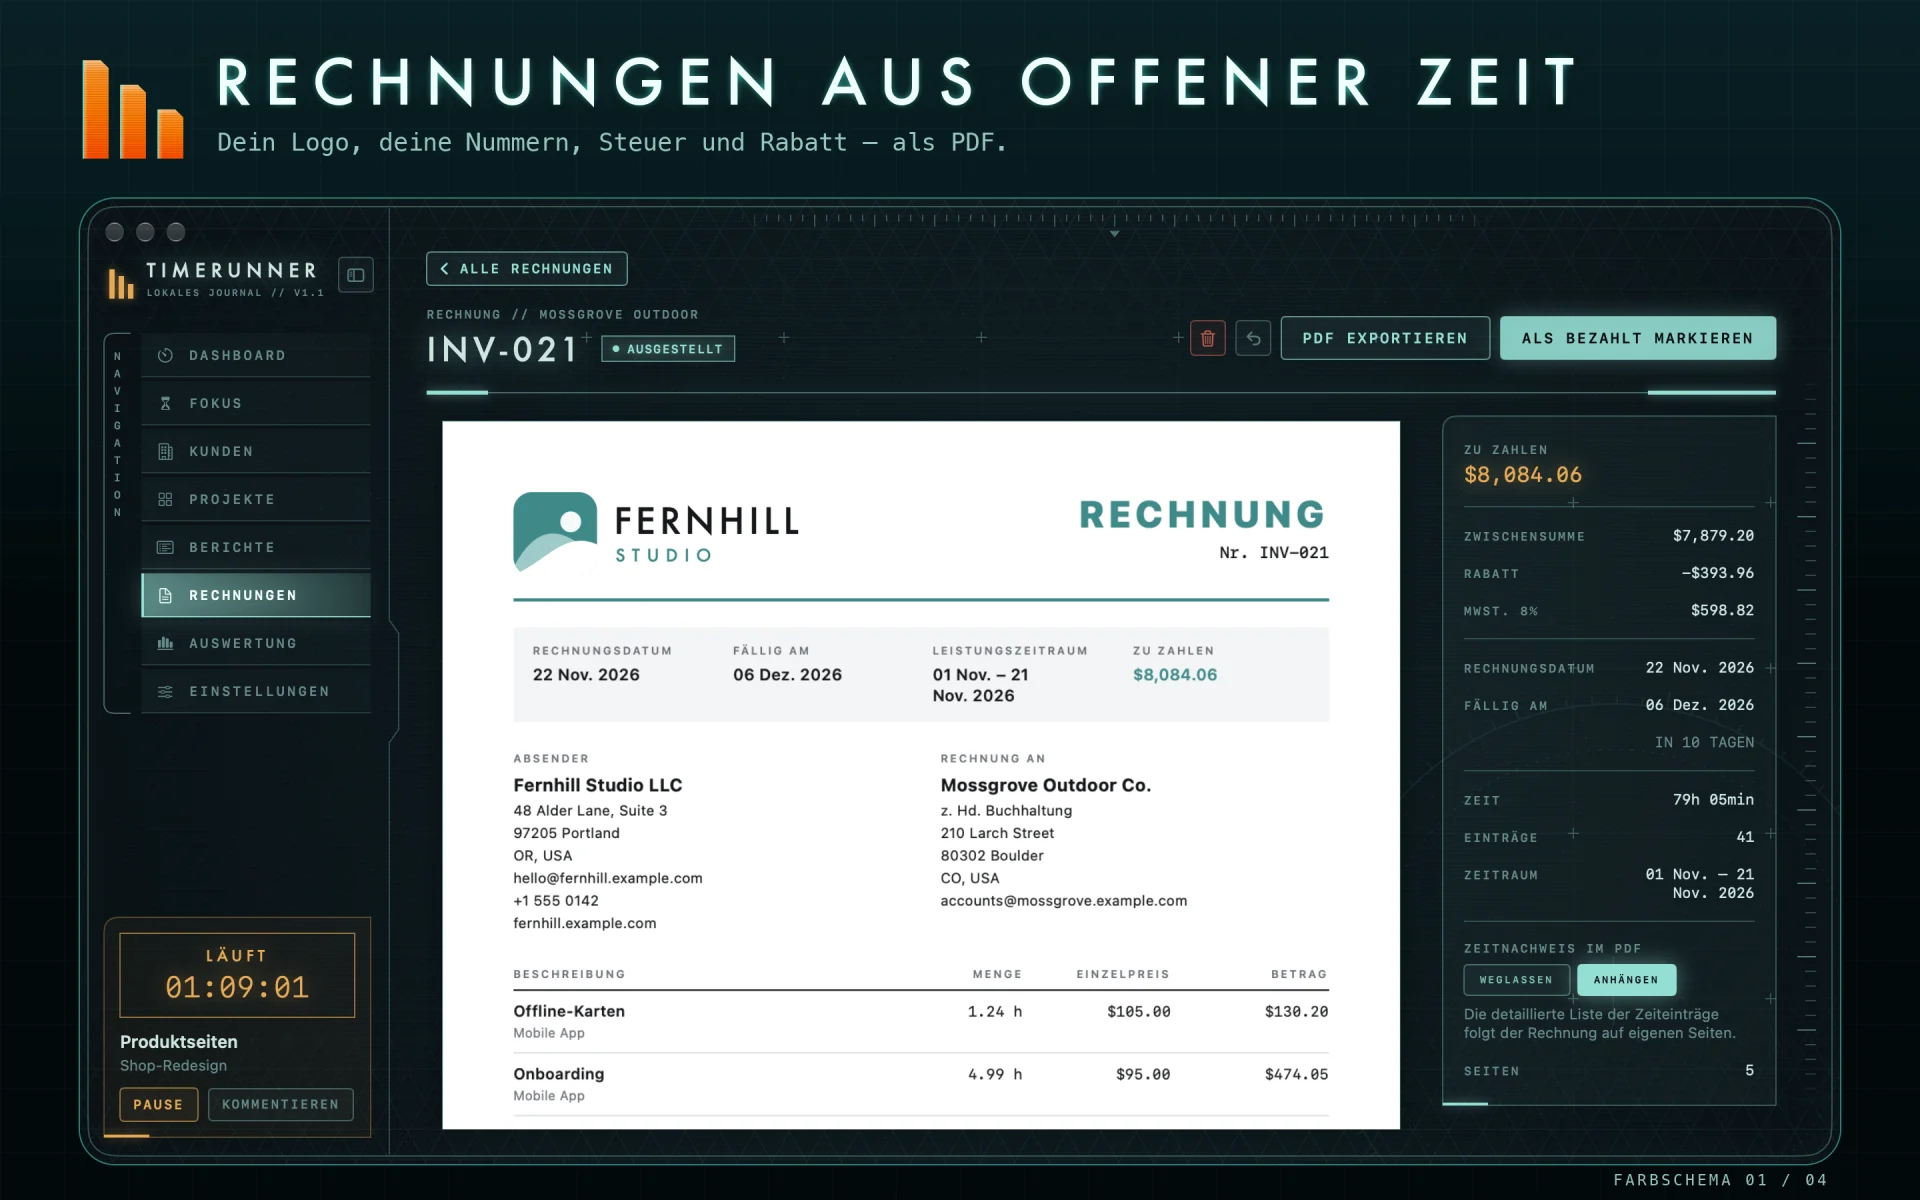 RECHNUNGEN AUS OFFENER ZEIT
Dein Logo, deine Nummern, Steuer und Rabatt – als PDF.
TIMERUNNER
LOKALES JOURNAL // V1.1
NAVIGATION
DASHBOARD
FOKUS
KUNDEN
PROJEKTE
BERICHTE
RECHNUNGEN
AUSWERTUNG
EINSTELLUNGEN
LÄUFT
01:09:01
Produktseiten
Shop-Redesign
PAUSE KOMMENTIEREN
ALLE RECHNUNGEN
RECHNUNG // MOSSGROVE OUTDOOR
INV-021 AUSGESTELLT
PDF EXPORTIEREN ALS BEZAHLT MARKIEREN
FERNHILL
STUDIO
RECHNUNG
Nr. INV-021
RECHNUNGSDATUM FÄLLIG AM LEISTUNGSZEITRAUM ZU ZAHLEN
22 Nov. 2026 06 Dez. 2026 01 Nov. – 21 $8,084.06
Nov. 2026
ABSENDER
Fernhill Studio LLC
48 Alder Lane, Suite 3
97205 Portland
OR, USA
hello@fernhill.example.com
+1 555 0142
fernhill.example.com
RECHNUNG AN
Mossgrove Outdoor Co.
z. Hd. Buchhaltung
210 Larch Street
80302 Boulder
CO, USA
accounts@mossgrove.example.com
BESCHREIBUNG MENGE EINZELPREIS BETRAG
Offline-Karten 1.24 h $105.00 $130.20
Mobile App
Onboarding 4.99 h $95.00 $474.05
Mobile App
ZU ZAHLEN
$8,084.06
ZWISCHENSUMME $7,879.20
RABATT –$393.96
MWST. 8% $598.82
RECHNUNGSDATUM 22 Nov. 2026
FÄLLIG AM 06 Dez. 2026
IN 10 TAGEN
ZEIT 79h 05min
EINTRÄGE 41
ZEITRAUM 01 Nov. – 21
Nov. 2026
ZEITNACHWEIS IM PDF
WEGLASSEN ANHÄNGEN
Die detaillierte Liste der Zeiteinträge
folgt der Rechnung auf eigenen Seiten.
SEITEN 5
FARBSCHEMA 01 / 04